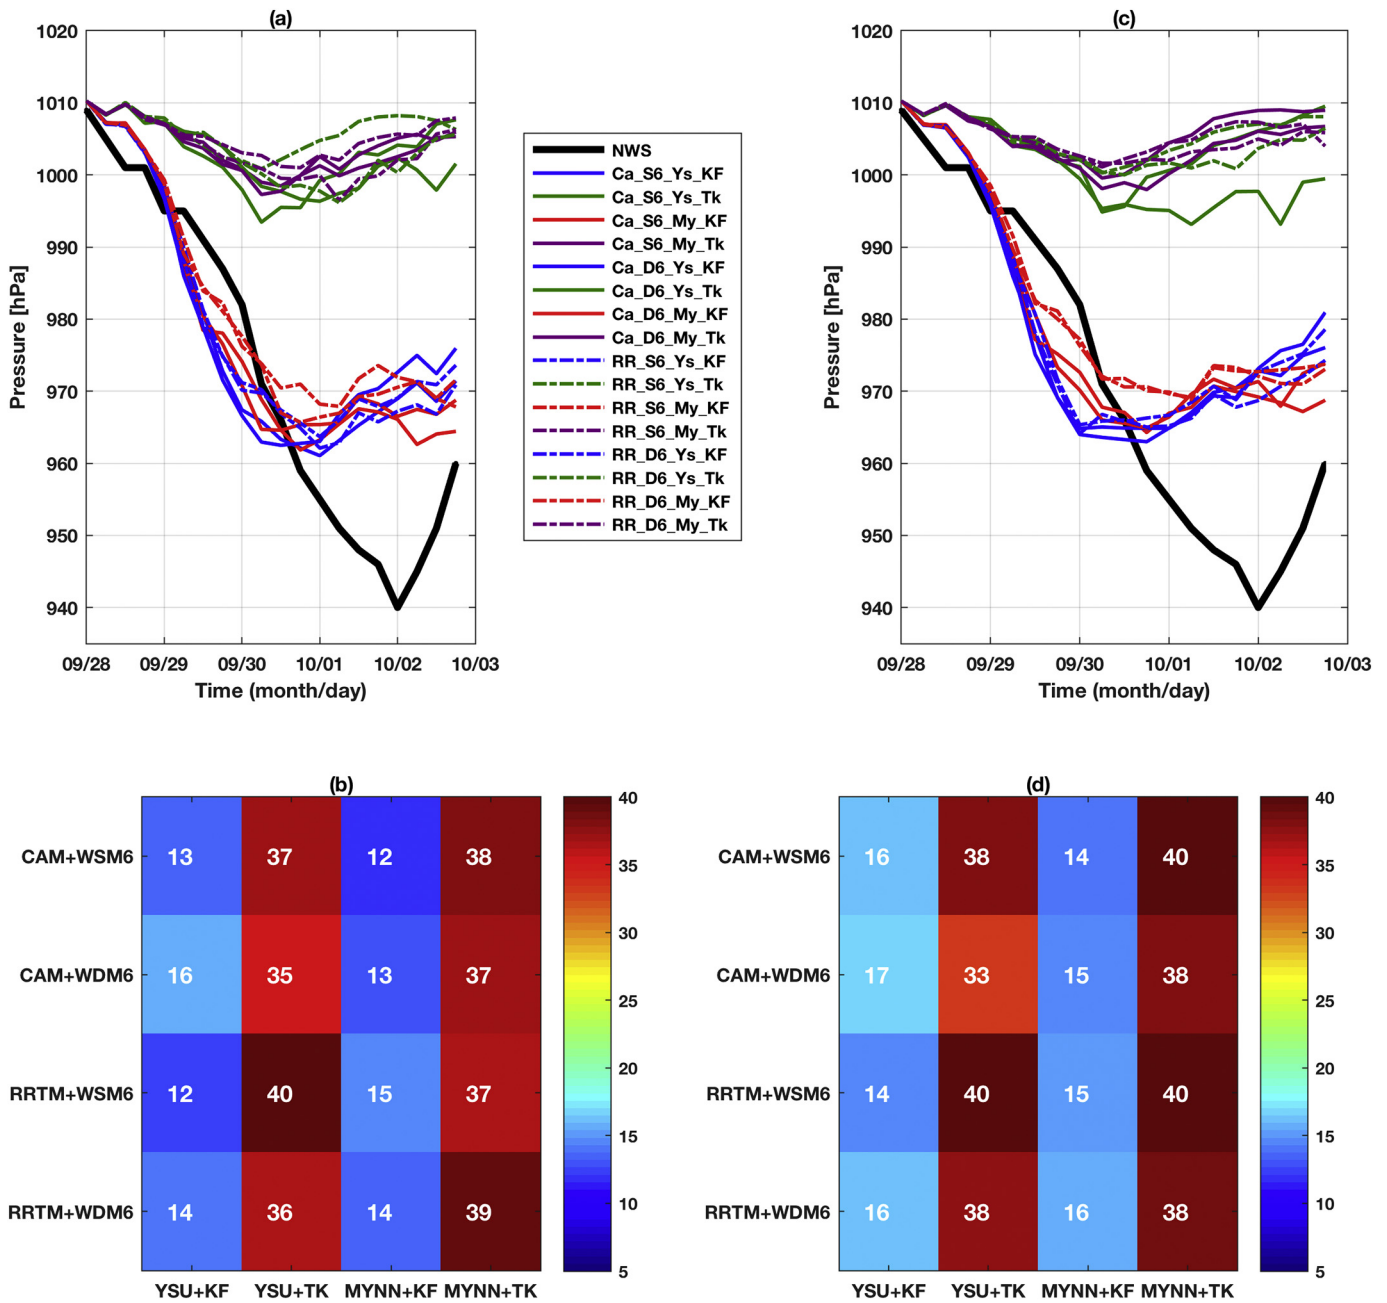 (a)
1020
1010
1000
990
980
970
960
950
940
Pressure [hPa]
09/28 09/29 09/30 10/01 10/02 10/03
Time (month/day)
NWS
Ca_S6_Ys_KF
Ca_S6_Ys_Tk
Ca_S6_My_KF
Ca_S6_My_Tk
Ca_D6_Ys_KF
Ca_D6_Ys_Tk
Ca_D6_My_KF
Ca_D6_My_Tk
RR_S6_Ys_KF
RR_S6_Ys_Tk
RR_S6_My_KF
RR_S6_My_Tk
RR_D6_Ys_KF
RR_D6_Ys_Tk
RR_D6_My_KF
RR_D6_My_Tk
(c)
1020
1010
1000
990
980
970
960
950
940
Pressure [hPa]
09/28 09/29 09/30 10/01 10/02 10/03
Time (month/day)
(b)
CAM+WSM6 13 37 12 38
CAM+WDM6 16 35 13 37
RRTM+WSM6 12 40 15 37
RRTM+WDM6 14 36 14 39
YSU+KF YSU+TK MYNN+KF MYNN+TK
40
35
30
25
20
15
10
5
(d)
CAM+WSM6 16 38 14 40
CAM+WDM6 17 33 15 38
RRTM+WSM6 14 40 15 40
RRTM+WDM6 16 38 16 38
YSU+KF YSU+TK MYNN+KF MYNN+TK
40
35
30
25
20
15
10
5